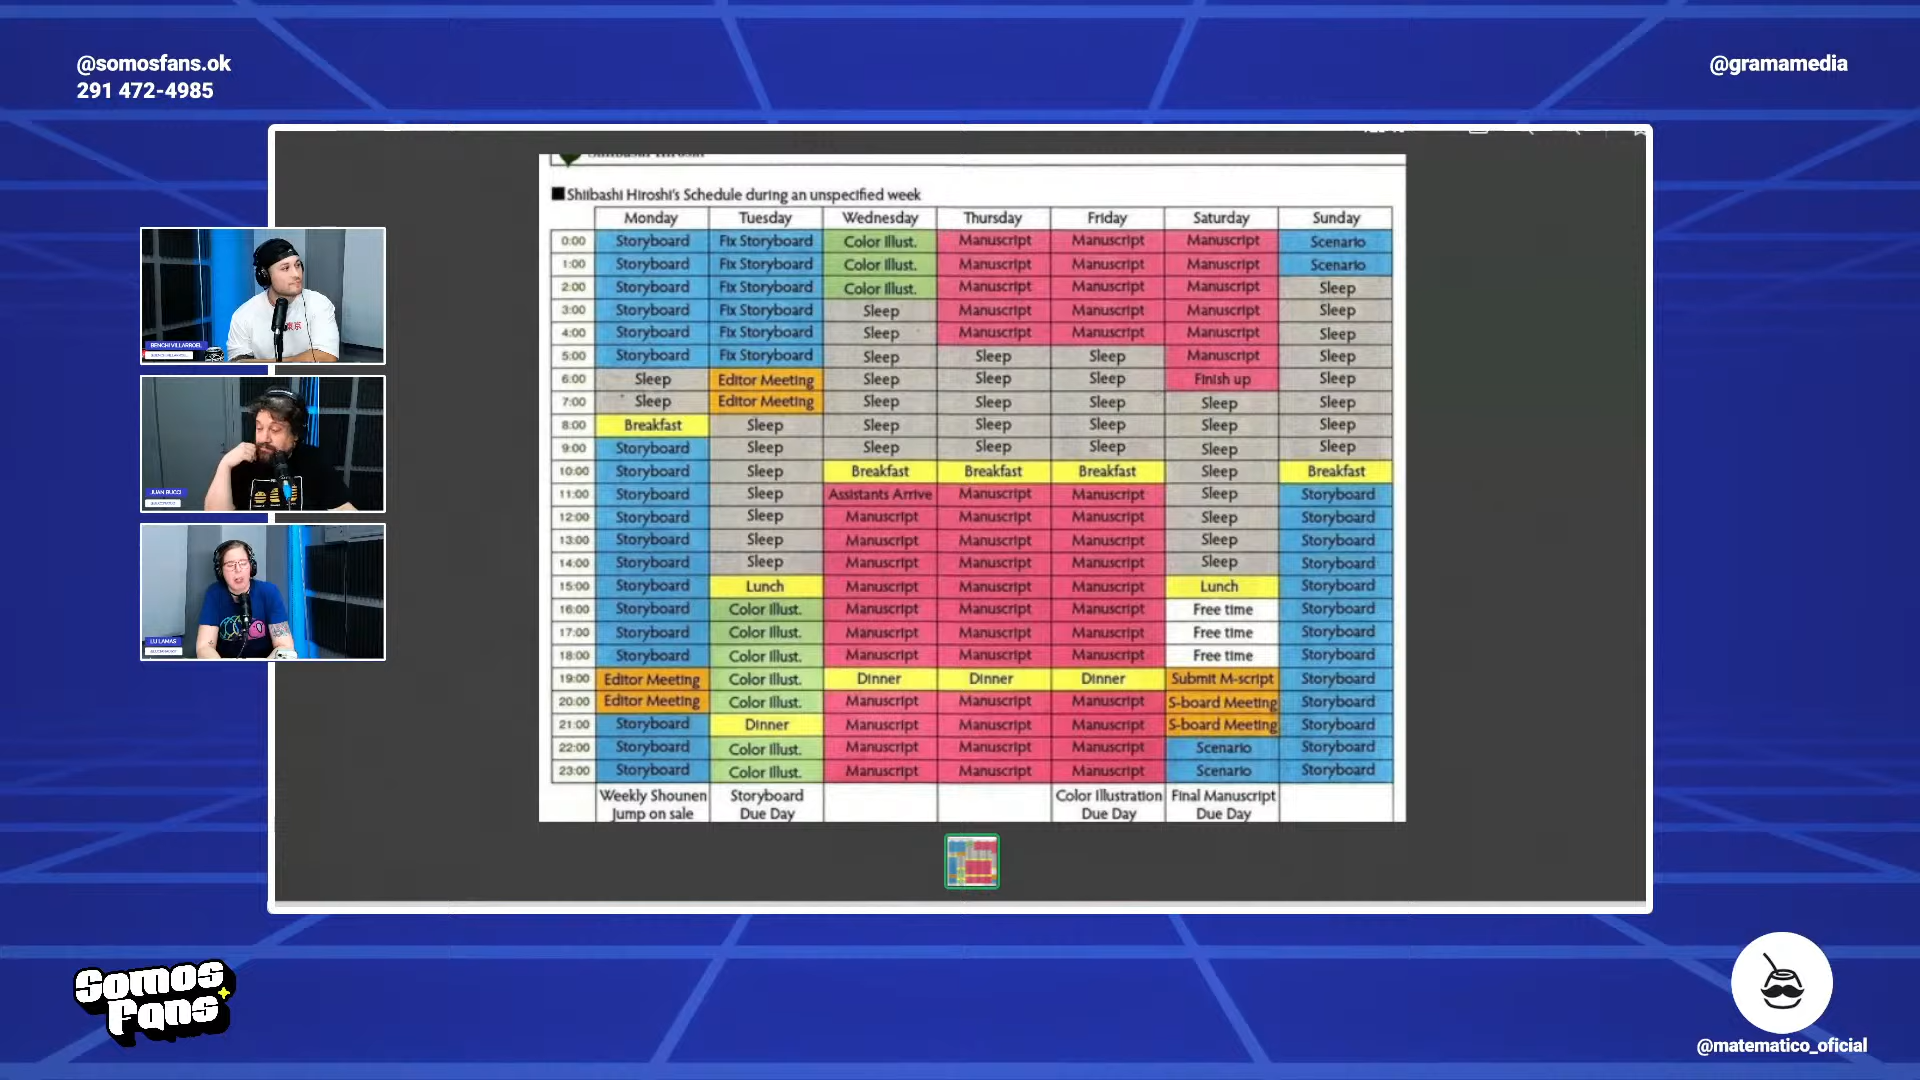 @somosfans.ok
291 472-4985
@gramamedia
Shiibashi Hiroshi's Schedule during an unspecified week
Monday Tuesday Wednesday Thursday Friday Saturday Sunday
0:00 Storyboard Fix Storyboard Color Illust. Manuscript Manuscript Manuscript Scenario
1:00 Storyboard Fix Storyboard Color Illust. Manuscript Manuscript Manuscript Scenario
2:00 Storyboard Fix Storyboard Color Illust. Manuscript Manuscript Manuscript Sleep
3:00 Storyboard Fix Storyboard Sleep Manuscript Manuscript Manuscript Sleep
4:00 Storyboard Fix Storyboard Sleep Manuscript Manuscript Manuscript Sleep
5:00 Storyboard Fix Storyboard Sleep Sleep Sleep Manuscript Sleep
6:00 Sleep Editor Meeting Sleep Sleep Sleep Finish up Sleep
7:00 Sleep Editor Meeting Sleep Sleep Sleep Sleep Sleep
8:00 Breakfast Sleep Sleep Sleep Sleep Sleep Sleep
9:00 Storyboard Sleep Sleep Sleep Sleep Sleep Sleep
10:00 Storyboard Sleep Breakfast Breakfast Breakfast Sleep Breakfast
11:00 Storyboard Sleep Assistants Arrive Manuscript Manuscript Sleep Storyboard
12:00 Storyboard Sleep Manuscript Manuscript Manuscript Sleep Storyboard
13:00 Storyboard Sleep Manuscript Manuscript Manuscript Sleep Storyboard
14:00 Storyboard Sleep Manuscript Manuscript Manuscript Sleep Storyboard
15:00 Storyboard Lunch Manuscript Manuscript Manuscript Lunch Storyboard
16:00 Storyboard Color Illust. Manuscript Manuscript Manuscript Free time Storyboard
17:00 Storyboard Color Illust. Manuscript Manuscript Manuscript Free time Storyboard
18:00 Storyboard Color Illust. Manuscript Manuscript Manuscript Free time Storyboard
19:00 Editor Meeting Color Illust. Dinner Dinner Dinner Submit M-script Storyboard
20:00 Editor Meeting Color Illust. Manuscript Manuscript Manuscript S-board Meeting Storyboard
21:00 Storyboard Dinner Manuscript Manuscript Manuscript S-board Meeting Storyboard
22:00 Storyboard Color Illust. Manuscript Manuscript Manuscript Scenario Storyboard
23:00 Storyboard Color Illust. Manuscript Manuscript Manuscript Scenario Storyboard
Weekly Shounen Storyboard Color Illustration Final Manuscript
Jump on sale Due Day Due Day Due Day
BENCHI VILLARROEL
JUAN BUCCI
LU LAMAS
Somos
Fans
@matematico_oficial